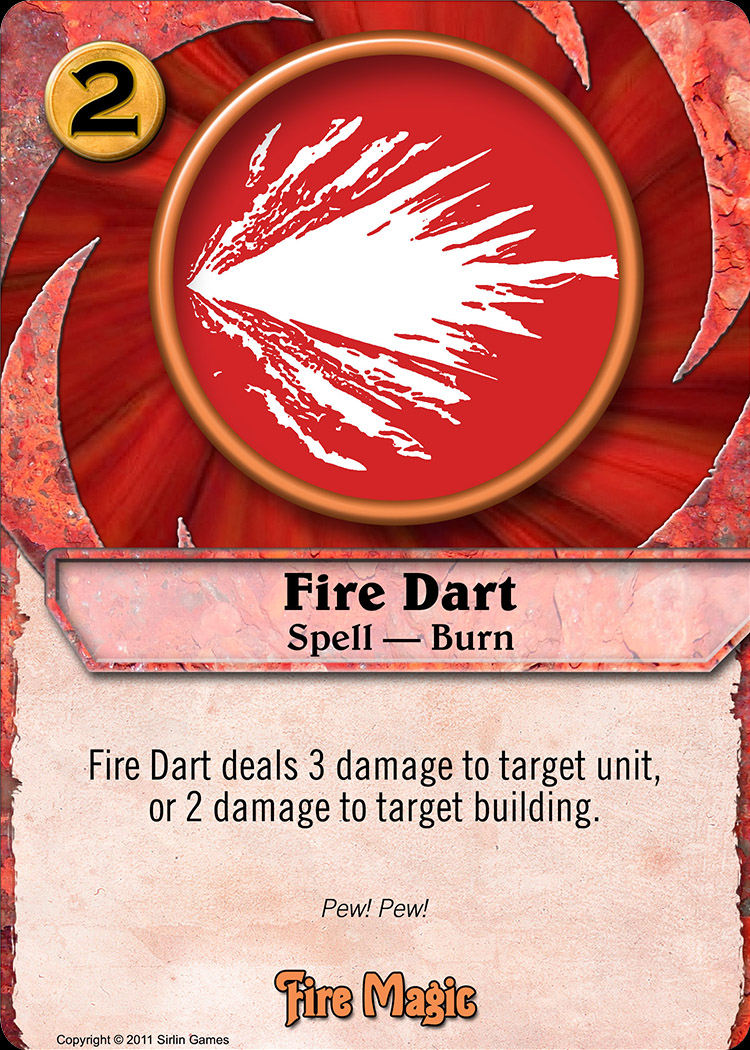 2
Fire Dart
Spell — Burn
Fire Dart deals 3 damage to target unit,
or 2 damage to target building.
Pew! Pew!
Fire Magic
Copyright © 2011 Sirlin Games